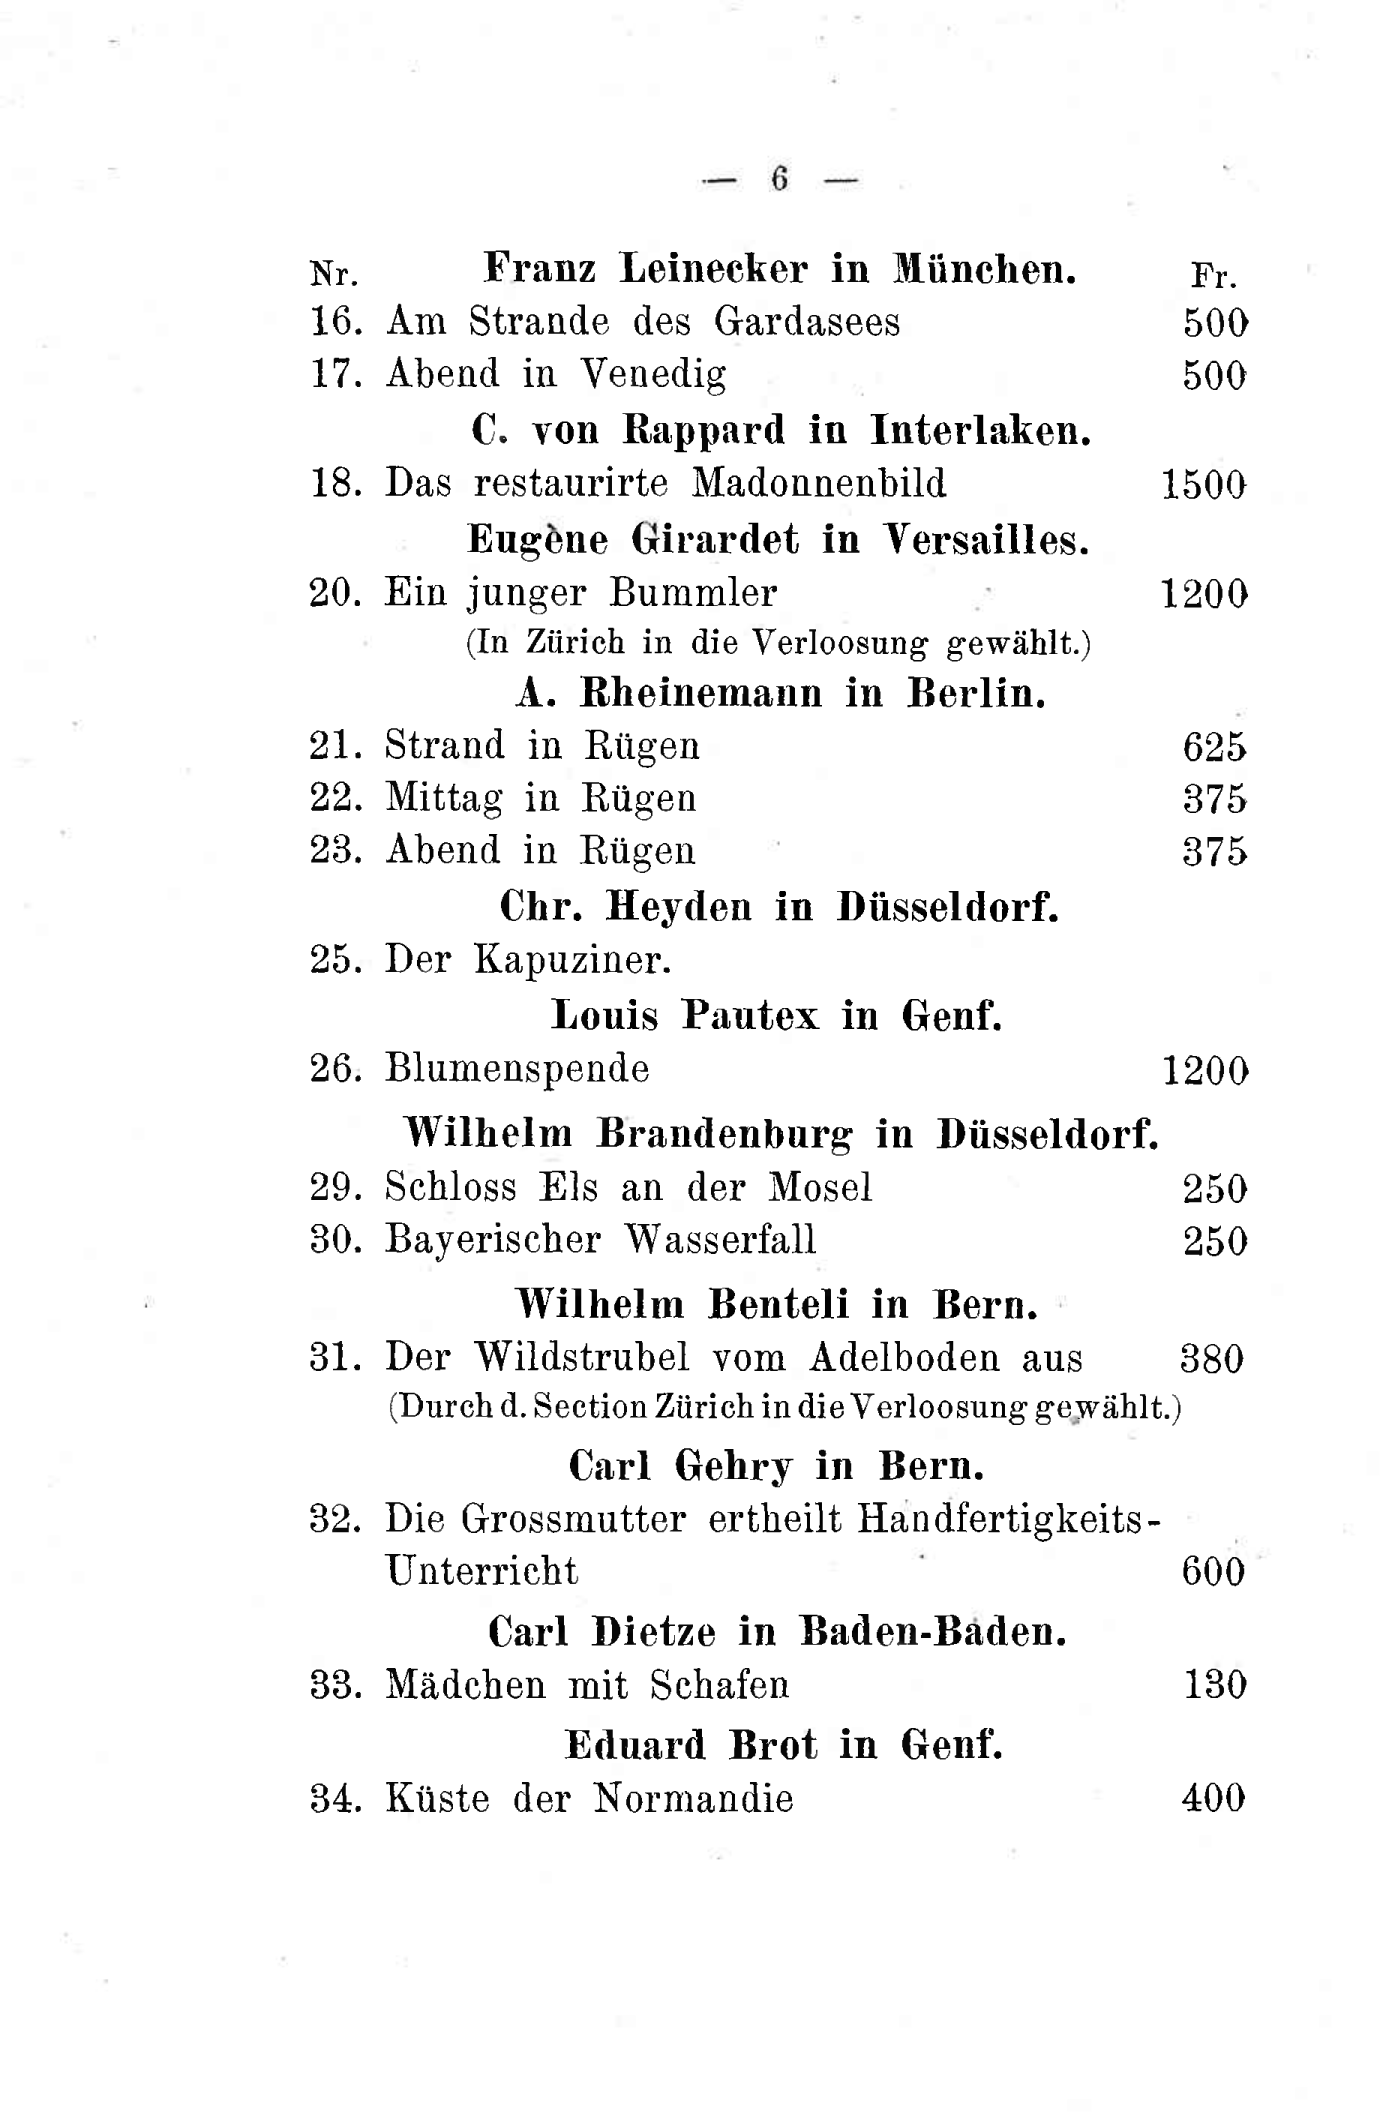 — 6 —
Nr. Franz Leinecker in München. Fr.
16. Am Strande des Gardasees 500
17. Abend in Venedig 500
C. von Rappard in Interlaken.
18. Das restaurirte Madonnenbild 1500
Eugène Girardet in Versailles.
20. Ein junger Bummler 1200
(In Zürich in die Verloosung gewählt.)
A. Rheinemann in Berlin.
21. Strand in Rügen 625
22. Mittag in Rügen 375
23. Abend in Rügen 375
Chr. Heyden in Düsseldorf.
25. Der Kapuziner.
Louis Pautex in Genf.
26. Blumenspende 1200
Wilhelm Brandenburg in Düsseldorf.
29. Schloss Els an der Mosel 250
30. Bayerischer Wasserfall 250
Wilhelm Benteli in Bern.
31. Der Wildstrubel vom Adelboden aus 380
(Durch d. Section Zürich in die Verloosung gewählt.)
Carl Gehry in Bern.
32. Die Grossmutter ertheilt Handfertigkeits-
Unterricht 600
Carl Dietze in Baden-Baden.
33. Mädchen mit Schafen 130
Eduard Brot in Genf.
34. Küste der Normandie 400